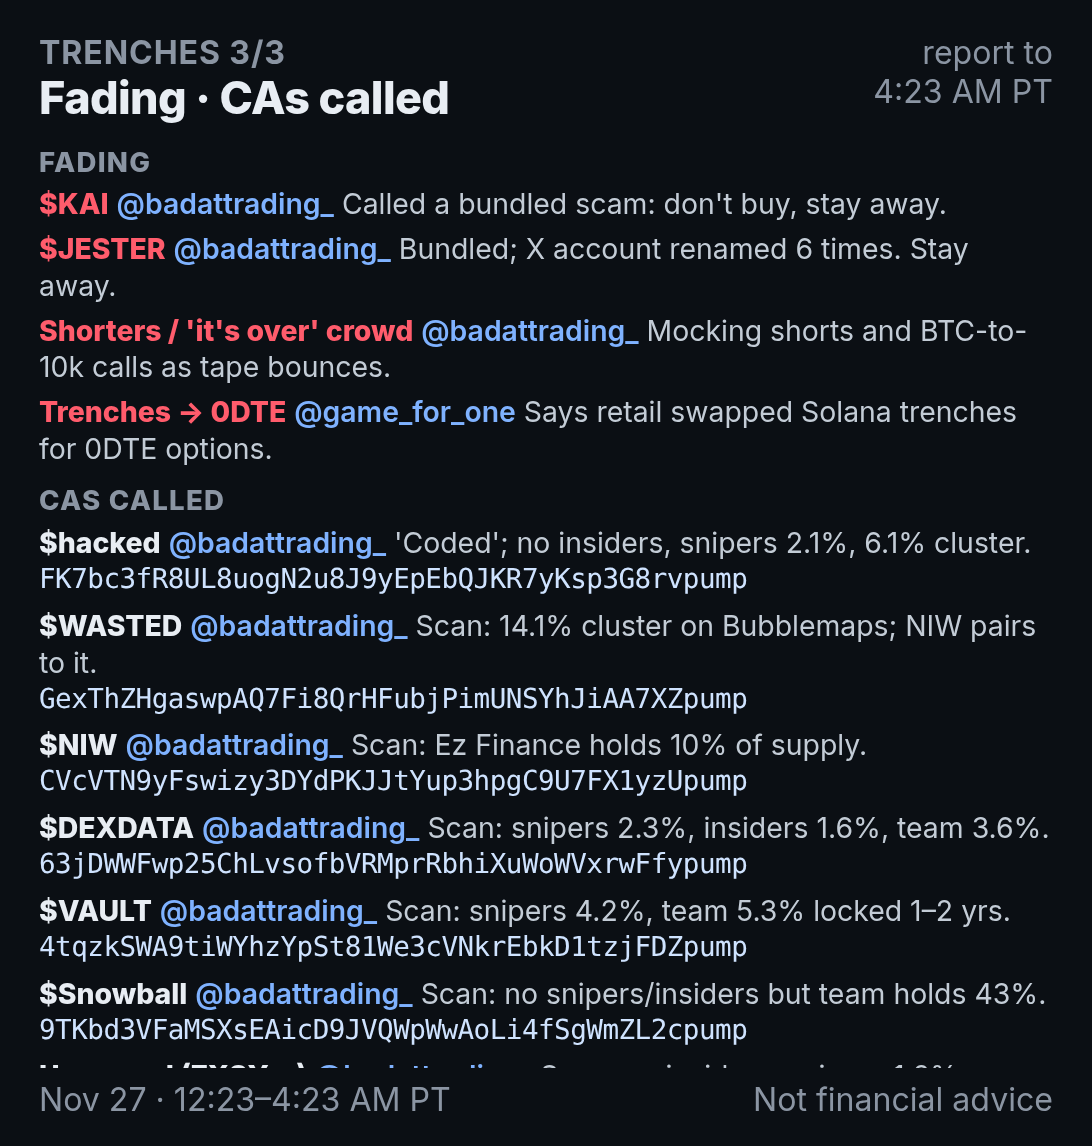 TRENCHES 3/3
report to
4:23 AM PT
Fading · CAs called
FADING
$KAI @badattrading_ Called a bundled scam: don't buy, stay away.
$JESTER @badattrading_ Bundled; X account renamed 6 times. Stay
away.
Shorters / 'it's over' crowd @badattrading_ Mocking shorts and BTC-to-
10k calls as tape bounces.
Trenches → 0DTE @game_for_one Says retail swapped Solana trenches
for 0DTE options.
CAS CALLED
$hacked @badattrading_ 'Coded'; no insiders, snipers 2.1%, 6.1% cluster.
FK7bc3fR8UL8uogN2u8J9yEpEbQJKR7yKsp3G8rvpump
$WASTED @badattrading_ Scan: 14.1% cluster on Bubblemaps; NIW pairs
to it.
GexThZHgaswpAQ7Fi8QrHFubjPimUNSYhJiAA7XZpump
$NIW @badattrading_ Scan: Ez Finance holds 10% of supply.
CVcVTN9yFswizy3DYdPKJJtYup3hpgC9U7FX1yzUpump
$DEXDATA @badattrading_ Scan: snipers 2.3%, insiders 1.6%, team 3.6%.
63jDWWFwp25ChLvsofbVRMprRbhiXuWoWVxrwFfypump
$VAULT @badattrading_ Scan: snipers 4.2%, team 5.3% locked 1–2 yrs.
4tqzkSWA9tiWYhzYpSt81We3cVNkrEbkD1tzjFDZpump
$Snowball @badattrading_ Scan: no snipers/insiders but team holds 43%.
9TKbd3VFaMSXsEAicD9JVQWpWwAoLi4fSgWmZL2cpump
Nov 27 · 12:23–4:23 AM PT
Not financial advice